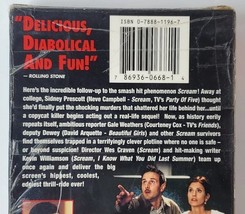 "DELICIOUS,
DIABOLICAL
AND FUN!"
— ROLLING STONE
ISBN 0-7888-1196-7
7
86936 0668-1
4
Here's the incredible follow-up to the smash hit phenomenon Scream! Away at
college, Sidney Prescott (Neve Campbell - Scream, TV's Party Of Five) thought
she'd finally put the shocking murders that shattered her life behind her... until
a copycat killer begins acting out a real-life sequel! Now, as history eerily
repeats itself, ambitious reporter Gale Weathers (Courteney Cox - TV's Friends),
deputy Dewey (David Arquette - Beautiful Girls) and other Scream survivors find
themselves trapped in a terrifyingly clever plotline where no one is safe -
or beyond suspicion! Director Wes Craven (Scream) and hit-making writer
Kevin Williamson (Scream, I Know What You Did Last Summer) team up
once again and deliver the big
screen's hippest, coolest,
edgiest thrill-ride ever!